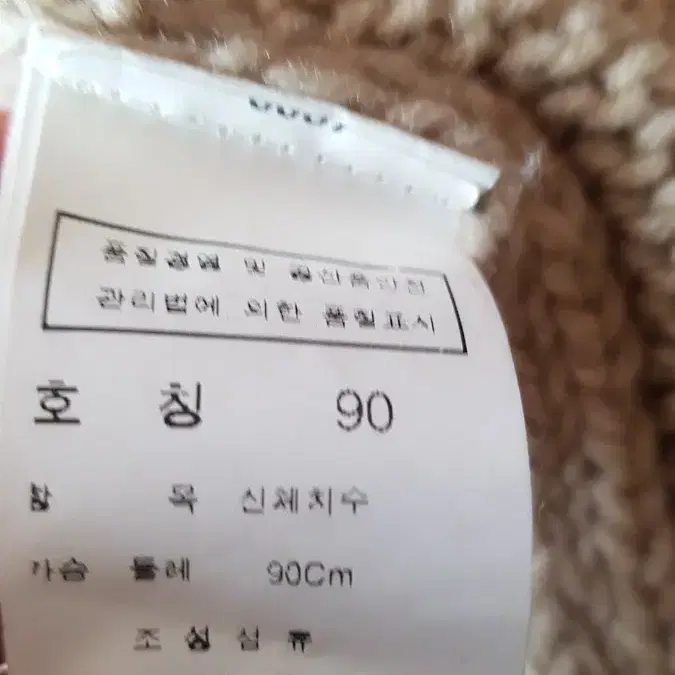 품질경영 및 공산품안전
관리법에 의한 품질표시
호 칭 90
항 목 신체치수
가슴 둘레 90Cm
조 성 섬 유